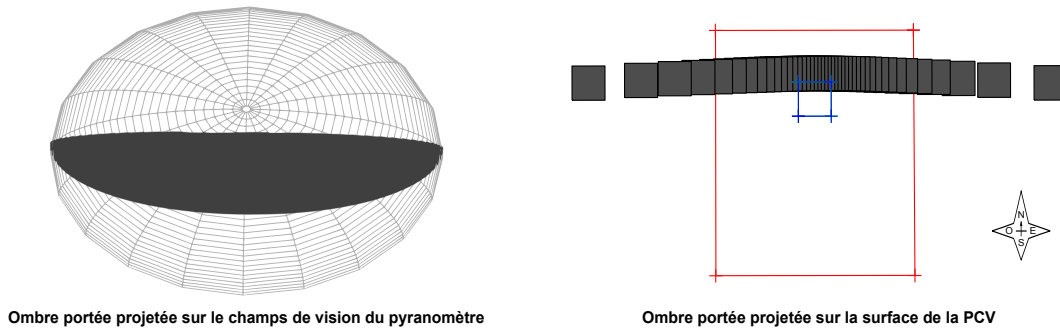 N
O E
S
Ombre portée projetée sur le champs de vision du pyranomètre
Ombre portée projetée sur la surface de la PCV